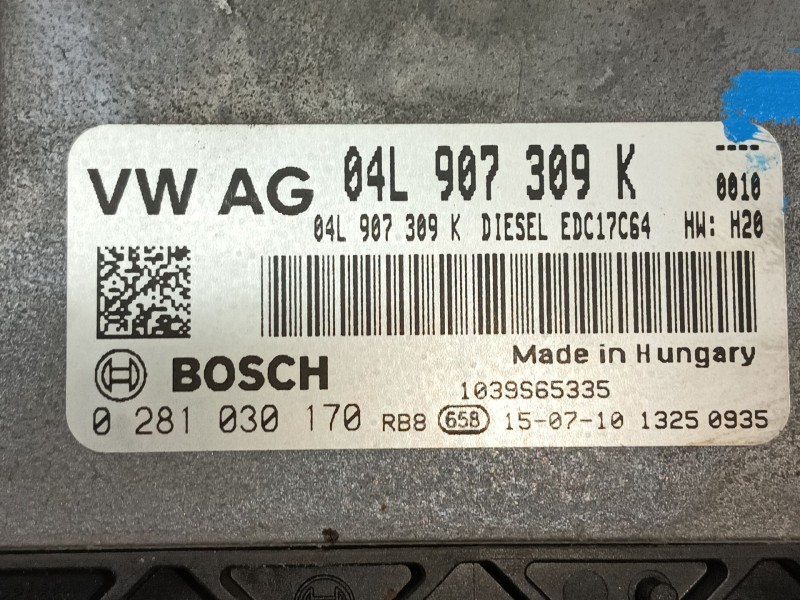 VW AG 04L 907 309 K ----
0010
04L 907 309 K DIESEL EDC17C64 HW: H20
Made in Hungary
BOSCH
1039S65335
0 281 030 170 RB8 658 15-07-10 1325 0935